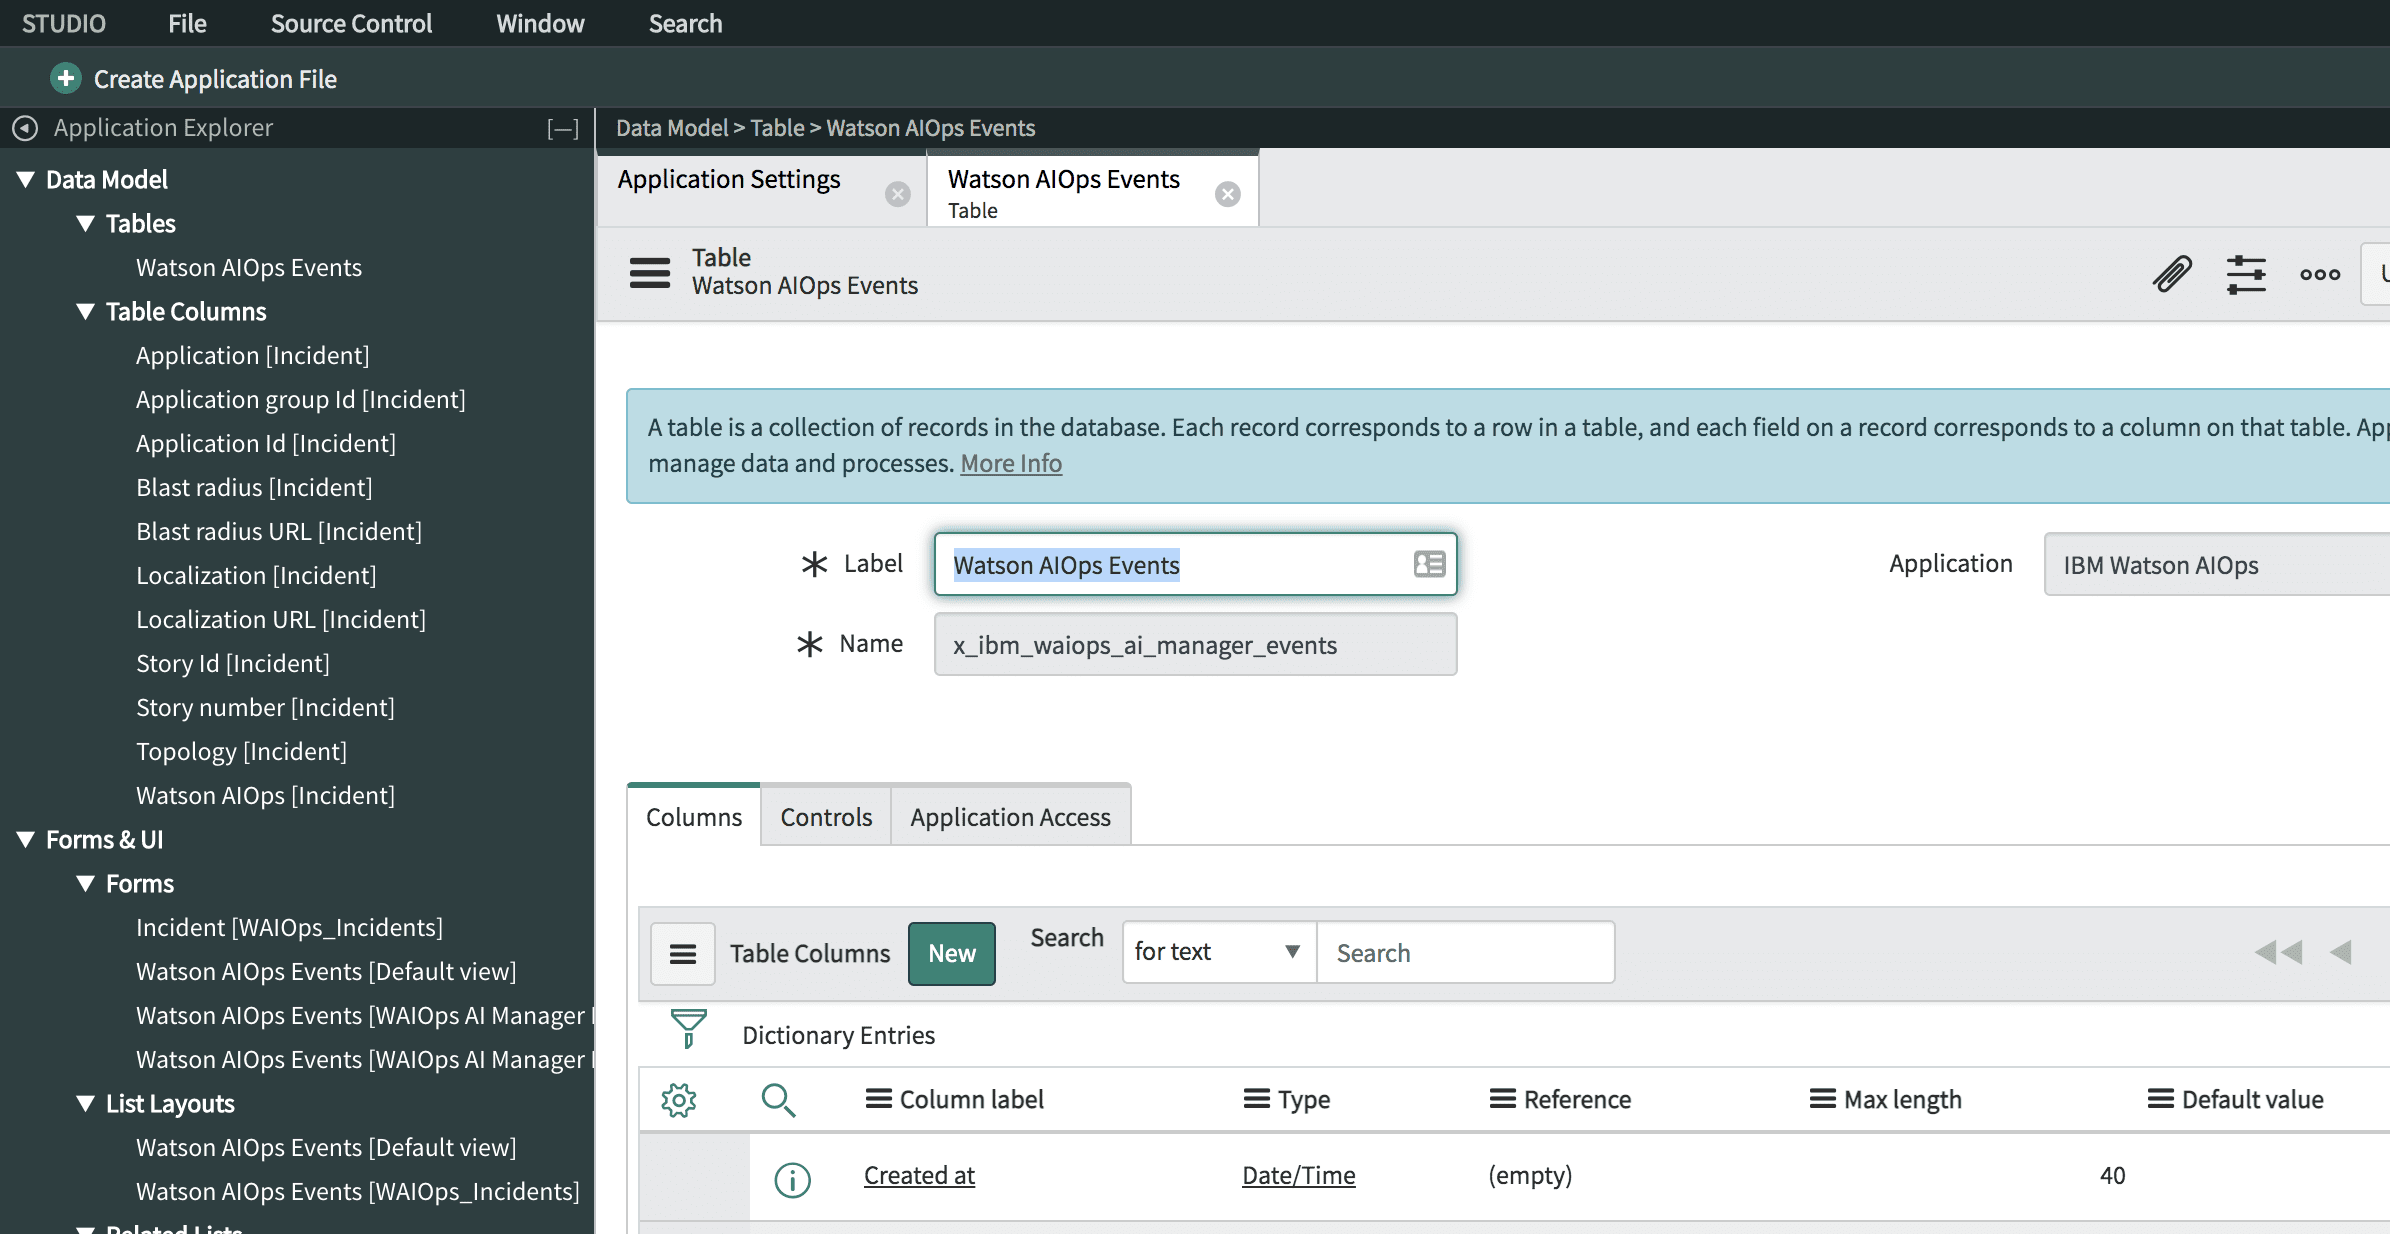 STUDIO File Source Control Window Search
Create Application File
Application Explorer [—]
Data Model > Table > Watson AIOps Events
Data Model
Tables
Watson AIOps Events
Table Columns
Application [Incident]
Application group Id [Incident]
Application Id [Incident]
Blast radius [Incident]
Blast radius URL [Incident]
Localization [Incident]
Localization URL [Incident]
Story Id [Incident]
Story number [Incident]
Topology [Incident]
Watson AIOps [Incident]
Forms & UI
Forms
Incident [WAIOps_Incidents]
Watson AIOps Events [Default view]
Watson AIOps Events [WAIOps AI Manager
Watson AIOps Events [WAIOps AI Manager
List Layouts
Watson AIOps Events [Default view]
Watson AIOps Events [WAIOps_Incidents]
Related Lists
Application Settings
Watson AIOps Events
Table
Table
Watson AIOps Events
A table is a collection of records in the database. Each record corresponds to a row in a table, and each field on a record corresponds to a column on that table. App
manage data and processes. More Info
* Label Watson AIOps Events
Application IBM Watson AIOps
* Name x_ibm_waiops_ai_manager_events
Columns Controls Application Access
Table Columns New Search for text Search
Dictionary Entries
Column label Type Reference Max length Default value
Created at Date/Time (empty) 40